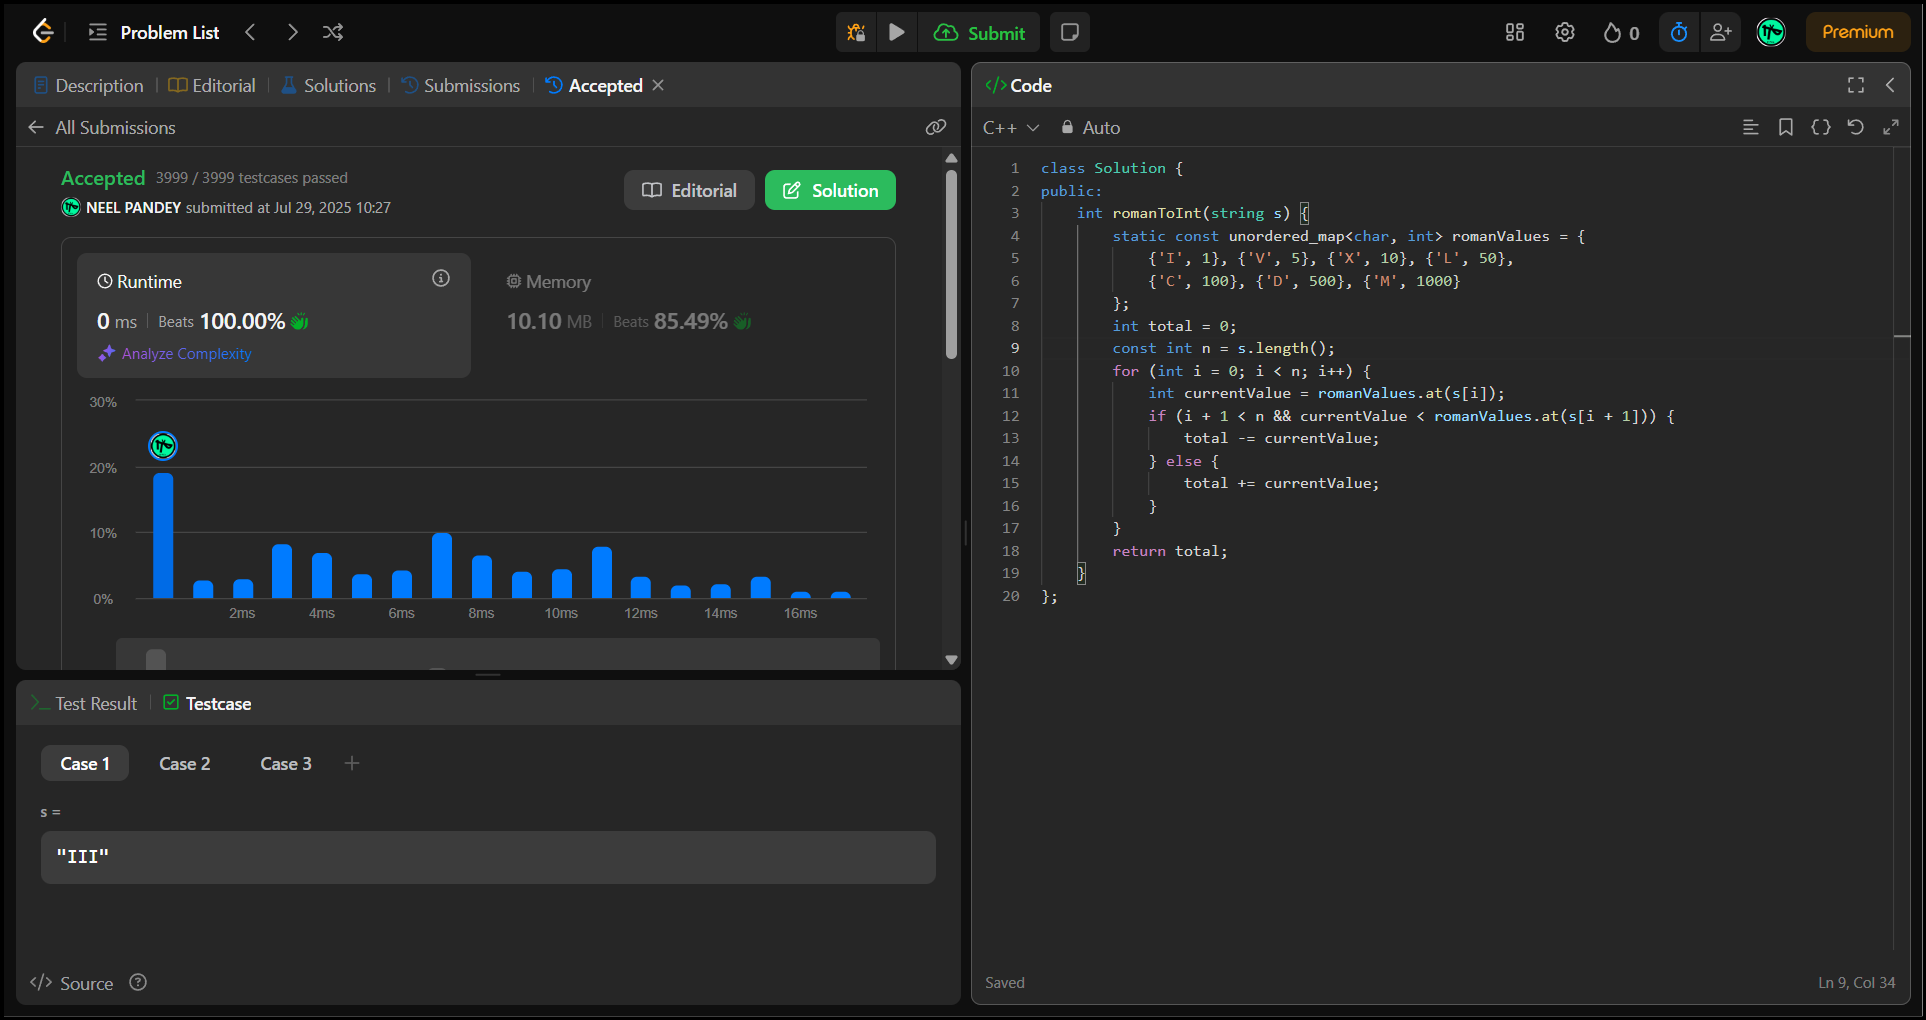 Problem List
Submit
0
Premium
Description
Editorial
Solutions
Submissions
Accepted
All Submissions
Accepted 3999 / 3999 testcases passed
NEEL PANDEY submitted at Jul 29, 2025 10:27
Editorial
Solution
Runtime
0 ms
Beats 100.00%
Analyze Complexity
Memory
10.10 MB
Beats 85.49%
30%
20%
10%
0%
2ms 4ms 6ms 8ms 10ms 12ms 14ms 16ms
>_ Test Result
Testcase
Case 1 Case 2 Case 3 +
s =
"III"
</> Source
</> Code
C++
Auto
1 class Solution {
2 public:
3     int romanToInt(string s) {
4         static const unordered_map<char, int> romanValues = {
5             {'I', 1}, {'V', 5}, {'X', 10}, {'L', 50},
6             {'C', 100}, {'D', 500}, {'M', 1000}
7         };
8         int total = 0;
9         const int n = s.length();
10         for (int i = 0; i < n; i++) {
11             int currentValue = romanValues.at(s[i]);
12             if (i + 1 < n && currentValue < romanValues.at(s[i + 1])) {
13                 total -= currentValue;
14             } else {
15                 total += currentValue;
16             }
17         }
18         return total;
19     }
20 };
Saved
Ln 9, Col 34